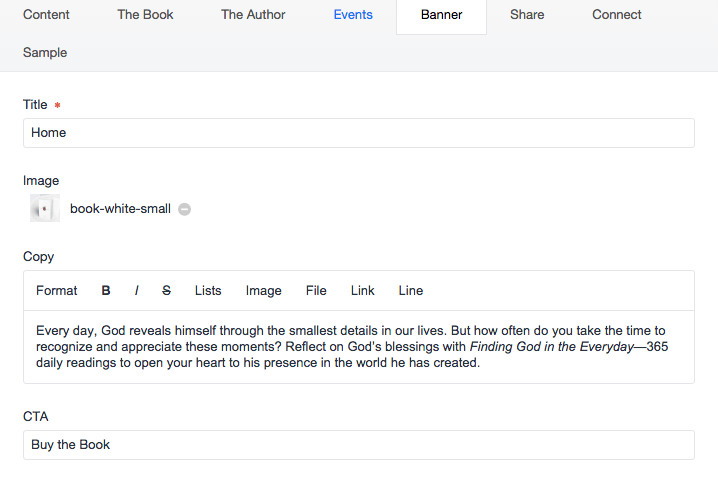 Content The Book The Author Events Banner Share Connect
Sample
Title *
Home
Image
book-white-small
Copy
Format B I S Lists Image File Link Line
Every day, God reveals himself through the smallest details in our lives. But how often do you take the time to
recognize and appreciate these moments? Reflect on God's blessings with Finding God in the Everyday—365
daily readings to open your heart to his presence in the world he has created.
CTA
Buy the Book